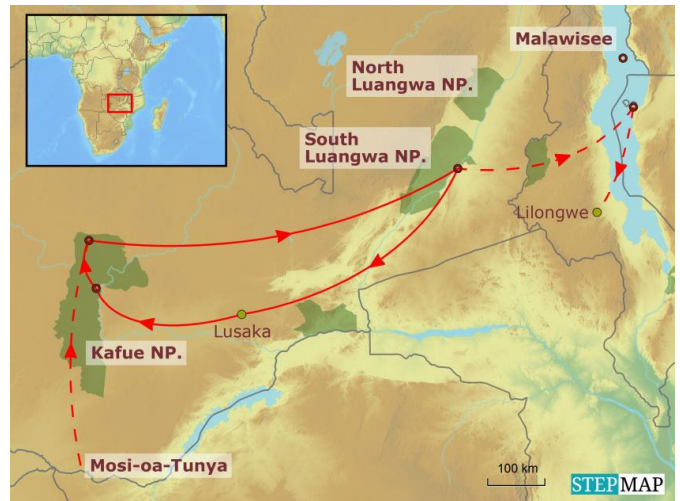 Malawisee
North
Luangwa NP.
South
Luangwa NP.
Lilongwe
Lusaka
Kafue NP.
Mosi-oa-Tunya
100 km
STEPMAP